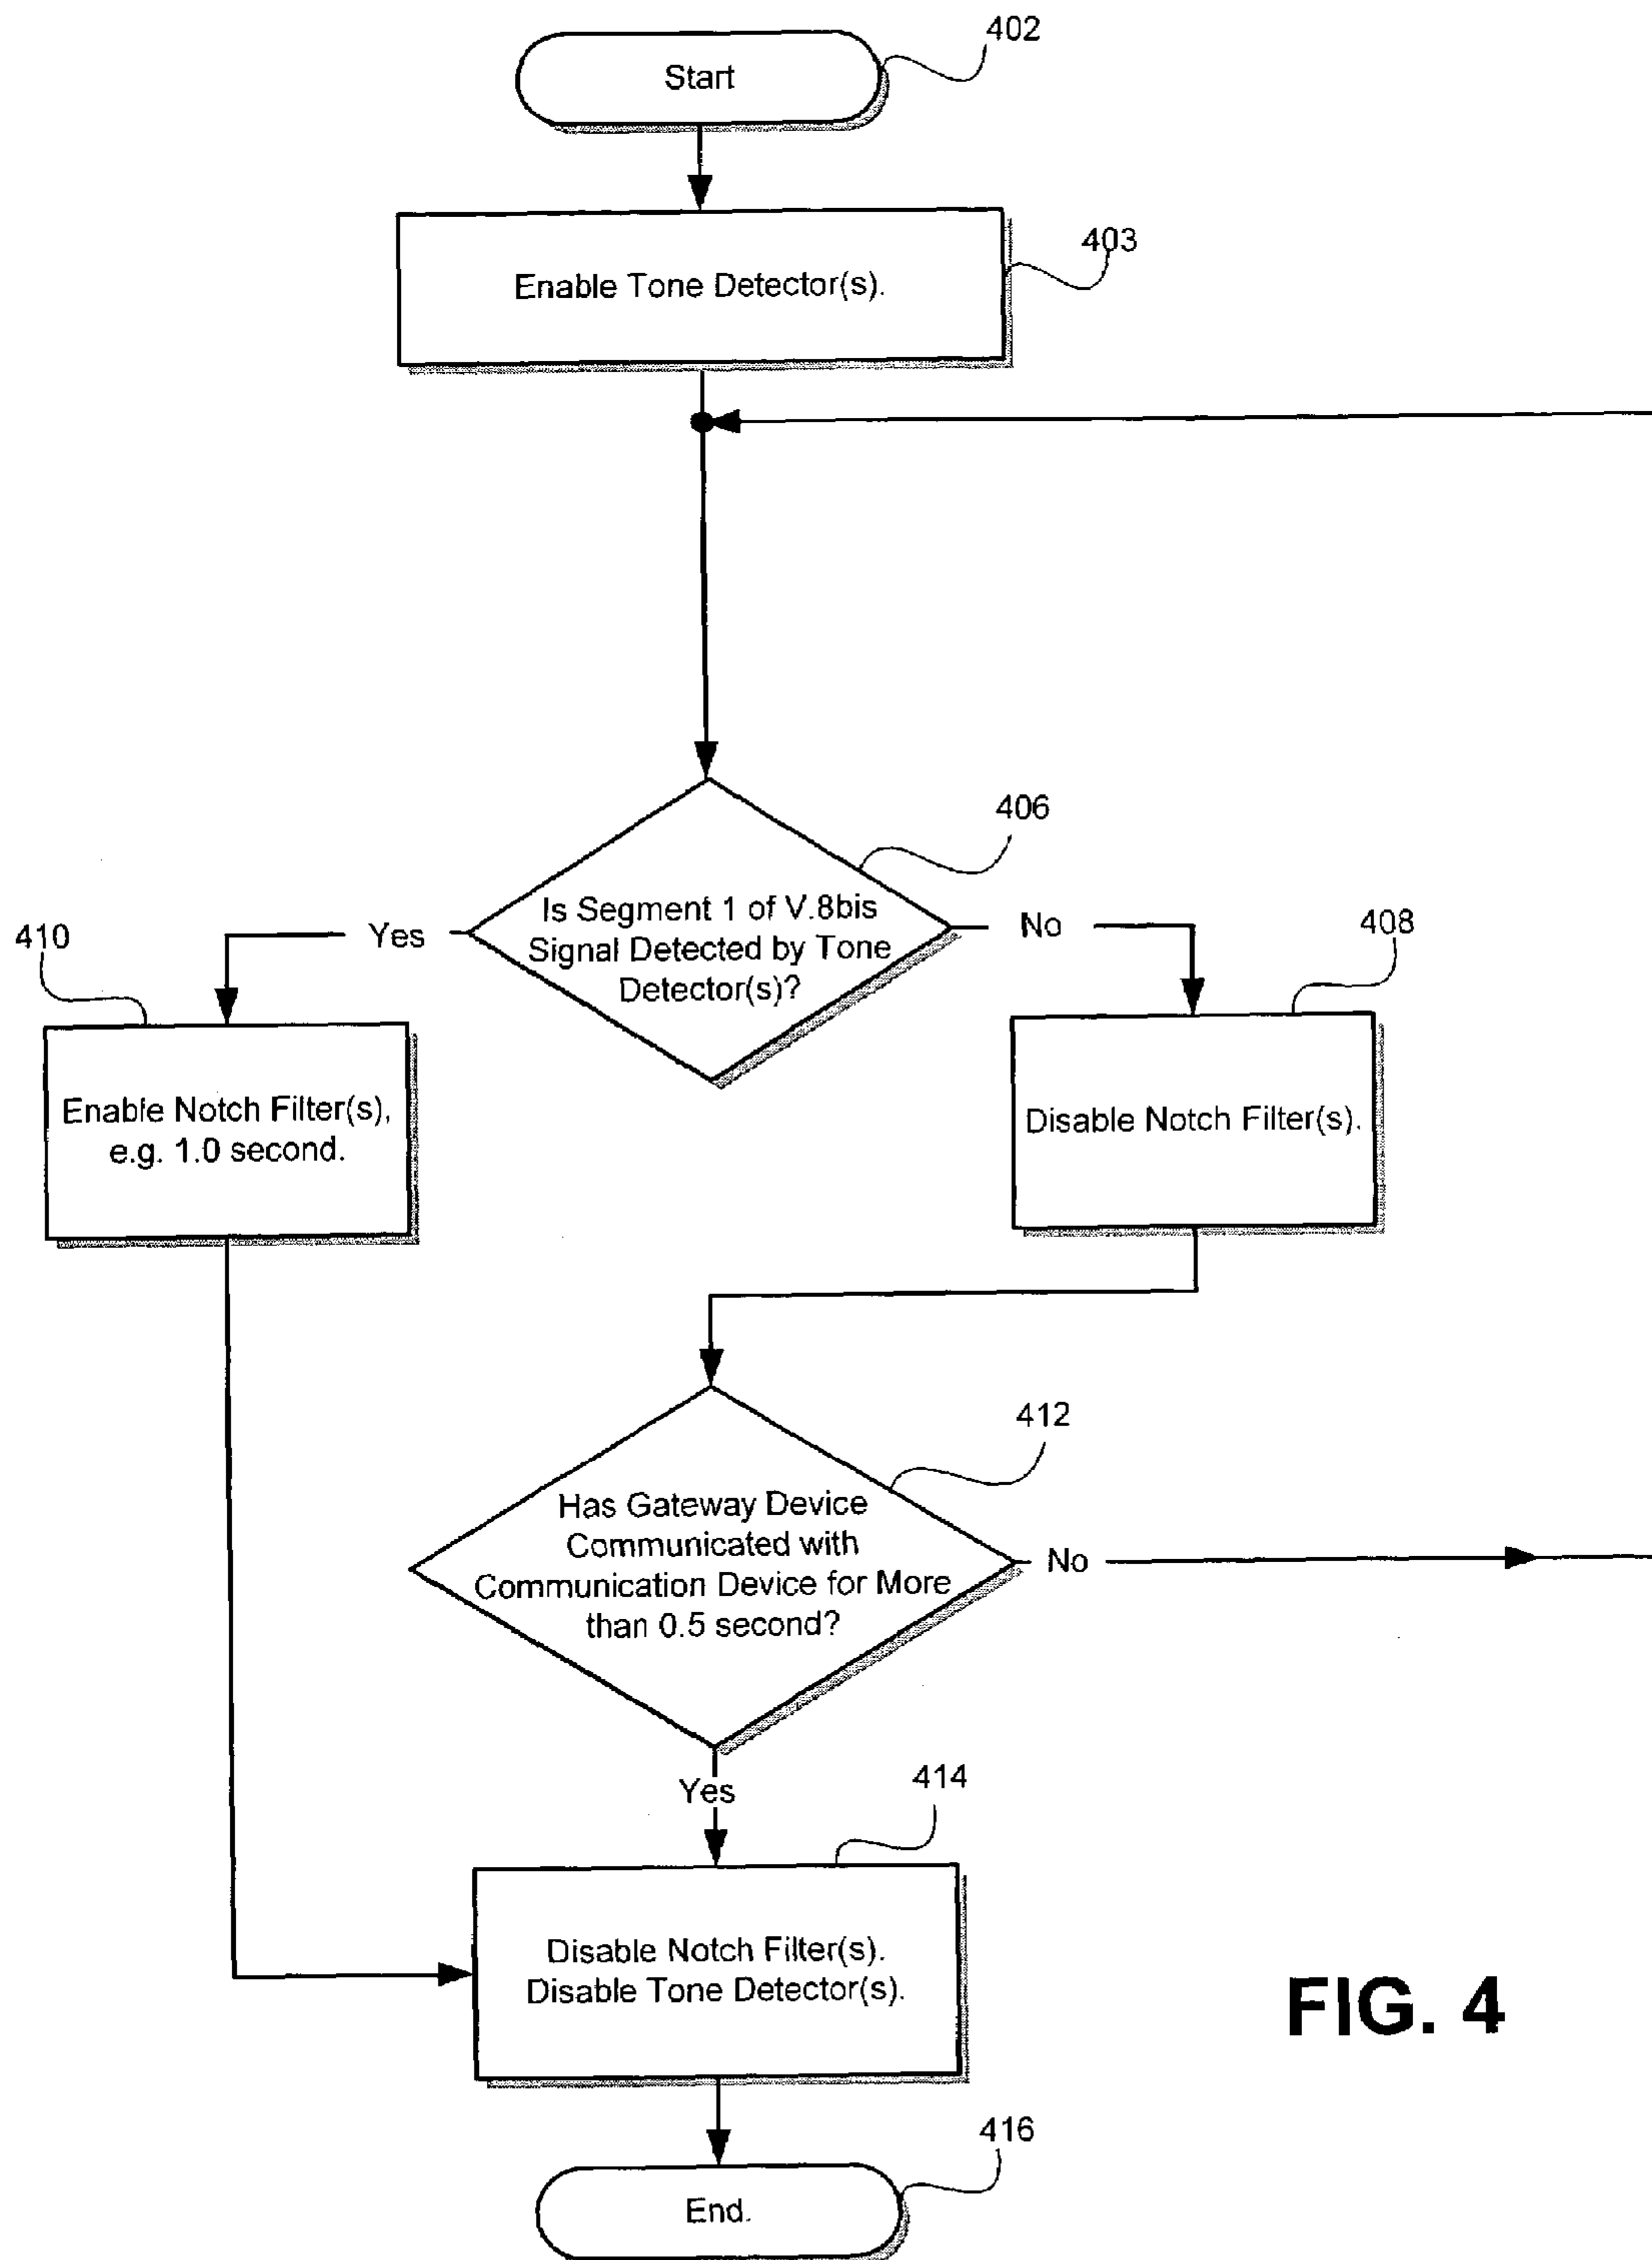 402
Start
403
Enable Tone Detector(s).
406
Is Segment 1 of V.8bis
Signal Detected by Tone
Detector(s)?
Yes
No
410
408
Enable Notch Filter(s),
e.g. 1.0 second.
Disable Notch Filter(s).
412
Has Gateway Device
Communicated with
Communication Device for More
than 0.5 second?
No
Yes
414
Disable Notch Filter(s).
Disable Tone Detector(s).
FIG. 4
416
End.